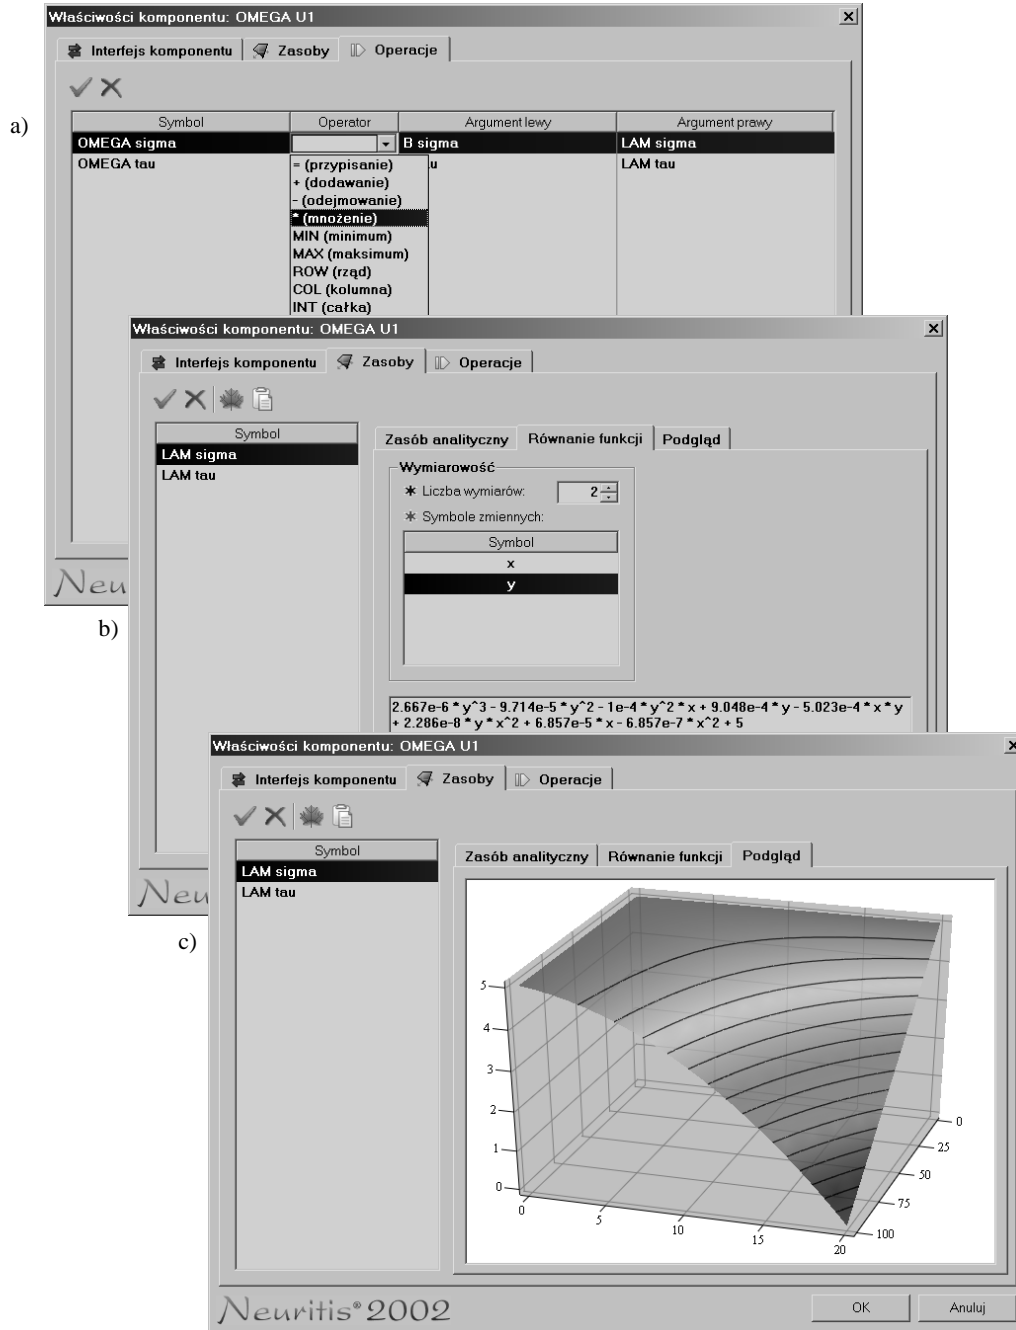 Właściwości komponentu: OMEGA U1
Interfejs komponentu Zasoby Operacje
a)
Symbol Operator Argument lewy Argument prawy
OMEGA sigma B sigma LAM sigma
OMEGA tau LAM tau
= (przypisanie)
+ (dodawanie)
- (odejmowanie)
* (mnożenie)
MIN (minimum)
MAX (maksimum)
ROW (rząd)
COL (kolumna)
INT (całka)
Neu
b)
Właściwości komponentu: OMEGA U1
Interfejs komponentu Zasoby Operacje
Symbol
LAM sigma
LAM tau
Zasób analityczny Równanie funkcji Podgląd
Wymiarowość
* Liczba wymiarów: 2
* Symbole zmiennych:
Symbol
x
y
2.667e-6 * y^3 - 9.714e-5 * y^2 - 1e-4 * y^2 * x + 9.048e-4 * y - 5.023e-4 * x * y
+ 2.286e-8 * y * x^2 + 6.857e-5 * x - 6.857e-7 * x^2 + 5
Neu
c)
Właściwości komponentu: OMEGA U1
Interfejs komponentu Zasoby Operacje
Symbol
LAM sigma
LAM tau
Zasób analityczny Równanie funkcji Podgląd
5
4
3
2
1
0
0
5
10
15
20
0
25
50
75
100
Neuritis® 2002
OK Anuluj